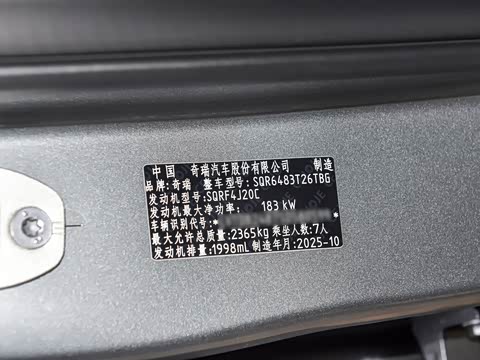 中国 奇瑞汽车股份有限公司 制造
品牌:奇瑞 整车型号:SQR6483T26TBG
发动机型号:SQRF4J20C
发动机最大净功率: 183 kW
车辆识别代号:*
最大允许总质量:2365kg 乘坐人数:7人
发动机排量:1998mL 制造年月:2025-10